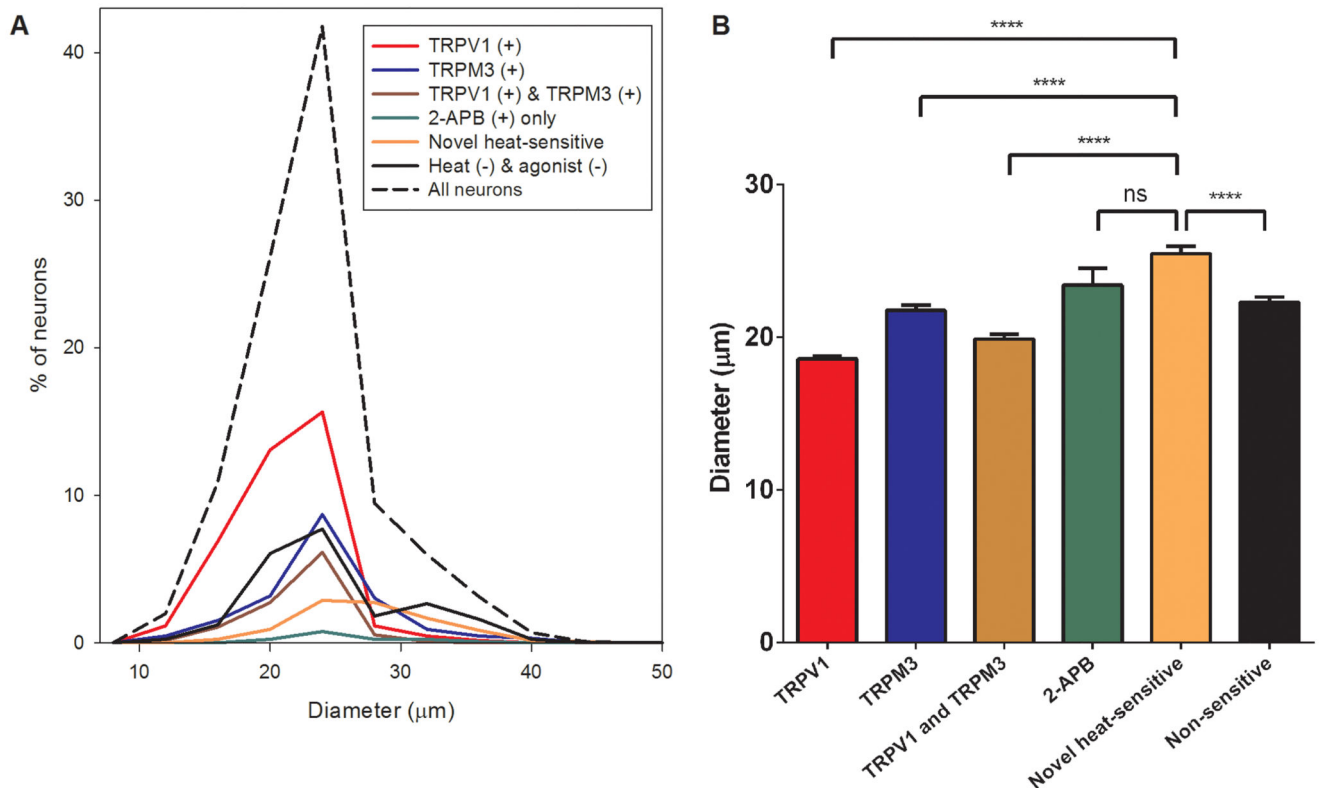 A
40
30
20
10
0
% of neurons
10 20 30 40 50
Diameter (μm)
TRPV1 (+)
TRPM3 (+)
TRPV1 (+) & TRPM3 (+)
2-APB (+) only
Novel heat-sensitive
Heat (-) & agonist (-)
All neurons
B
****
****
****
ns ****
30
20
10
0
Diameter (μm)
TRPV1
TRPM3
TRPV1 and TRPM3
2-APB
Novel heat-sensitive
Non-sensitive